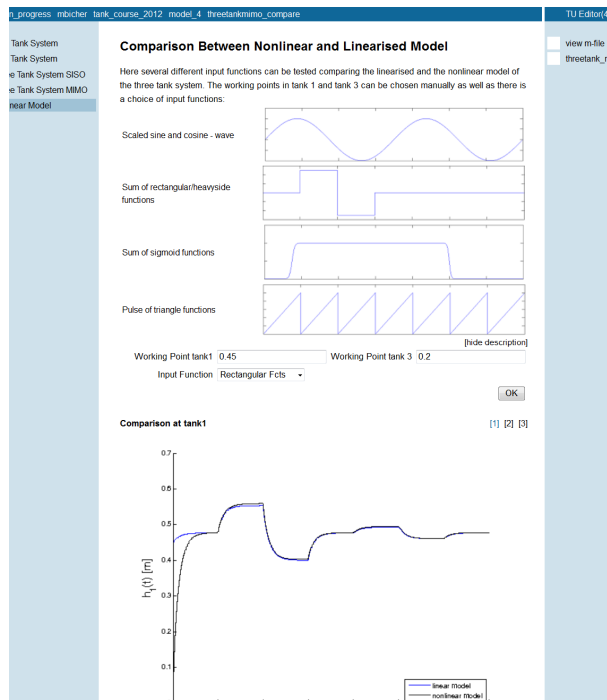 n_progress mbicher tank_course_2012 model_4 threetankmimo_compare
TU Editor(4
Tank System
Tank System
e Tank System SISO
e Tank System MIMO
near Model
view m-file
threetank_r
Comparison Between Nonlinear and Linearised Model
Here several different input functions can be tested comparing the linearised and the nonlinear model of
the three tank system. The working points in tank 1 and tank 3 can be chosen manually as well as there is
a choice of input functions:
Scaled sine and cosine - wave
Sum of rectangular/heavyside
functions
Sum of sigmoid functions
Pulse of triangle functions
[hide description]
Working Point tank1 0.45 Working Point tank 3 0.2
Input Function Rectangular Fcts
OK
Comparison at tank1
[1] [2] [3]
0.7
0.6
0.5
0.4
0.3
0.2
0.1
h1(t) [m]
linear Model
nonlinear Model